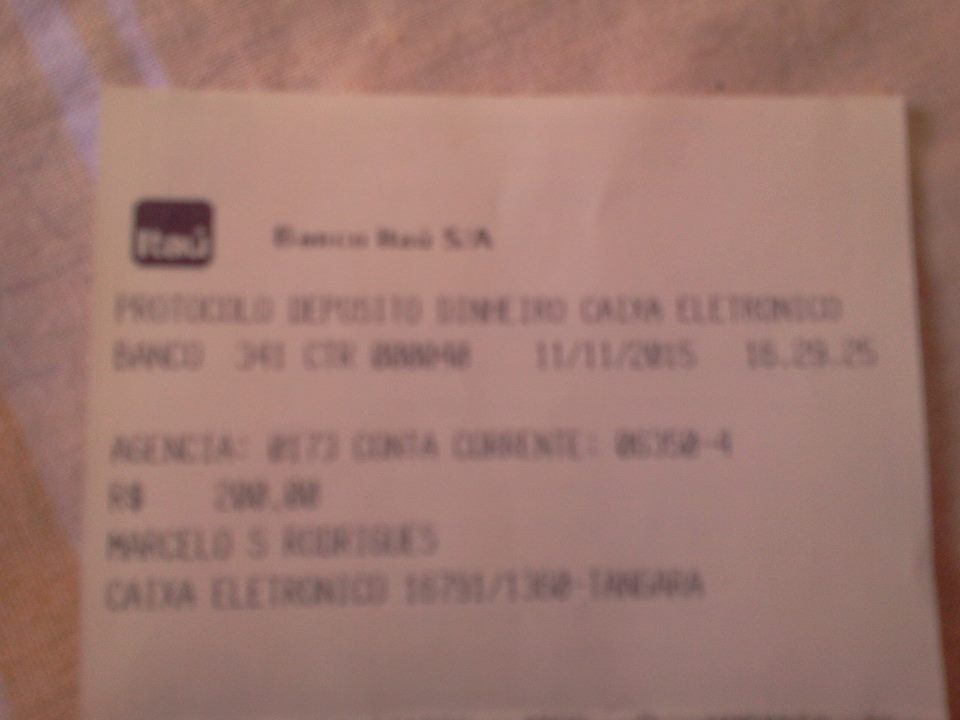 Itaú
Banco Itaú S/A
PROTOCOLO DEPOSITO DINHEIRO CAIXA ELETRONICO
BANCO 341 CTR 000040 11/11/2015 16.29.25
AGENCIA: 0173 CONTA CORRENTE: 06350-4
R$ 200,00
MARCELO S RODRIGUES
CAIXA ELETRONICO 16791/1360-TANGARA